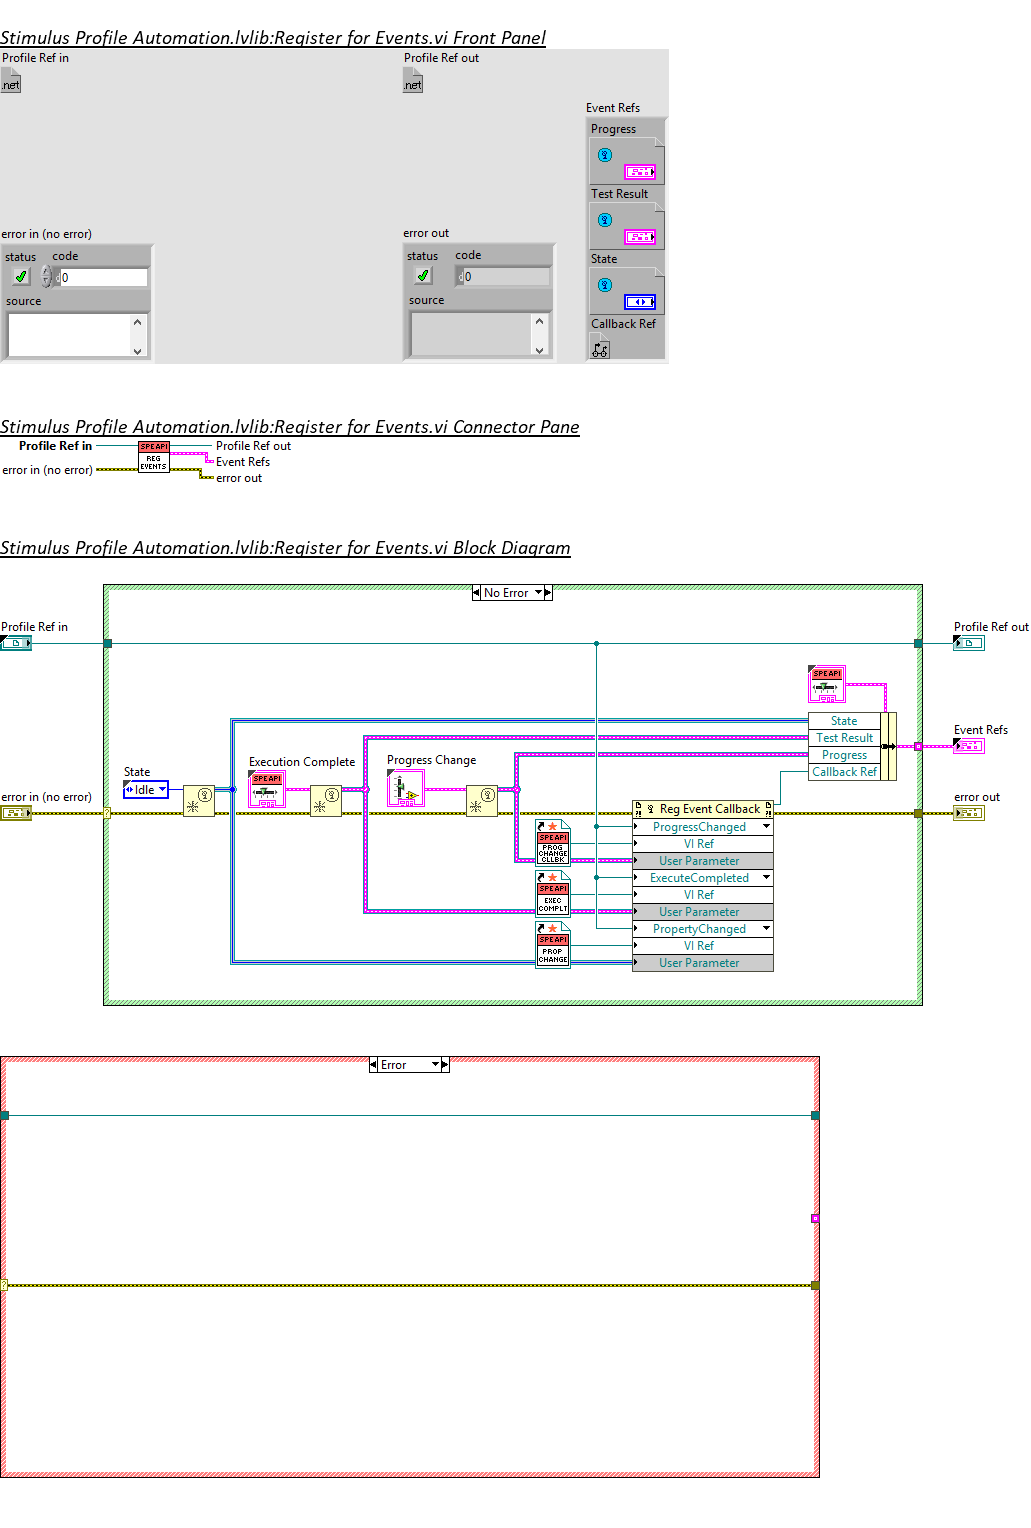 Stimulus Profile Automation.lvlib:Register for Events.vi Front Panel
Profile Ref in
Profile Ref out
.net
.net
Event Refs
Progress
Test Result
State
Callback Ref
error in (no error)
status
code
0
source
error out
status
code
0
source
Stimulus Profile Automation.lvlib:Register for Events.vi Connector Pane
Profile Ref in
error in (no error)
SPEAPI
REG
EVENTS
Profile Ref out
Event Refs
error out
Stimulus Profile Automation.lvlib:Register for Events.vi Block Diagram
No Error
Profile Ref in
Profile Ref out
SPEAPI
State
Test Result
Progress
Callback Ref
Event Refs
State
Idle
Execution Complete
SPEAPI
Progress Change
error in (no error)
error out
Reg Event Callback
ProgressChanged
VI Ref
User Parameter
ExecuteCompleted
VI Ref
User Parameter
PropertyChanged
VI Ref
User Parameter
SPEAPI
PROG
CHANGE
CLLBK
SPEAPI
EXEC
COMPLT
SPEAPI
PROP
CHANGE
Error